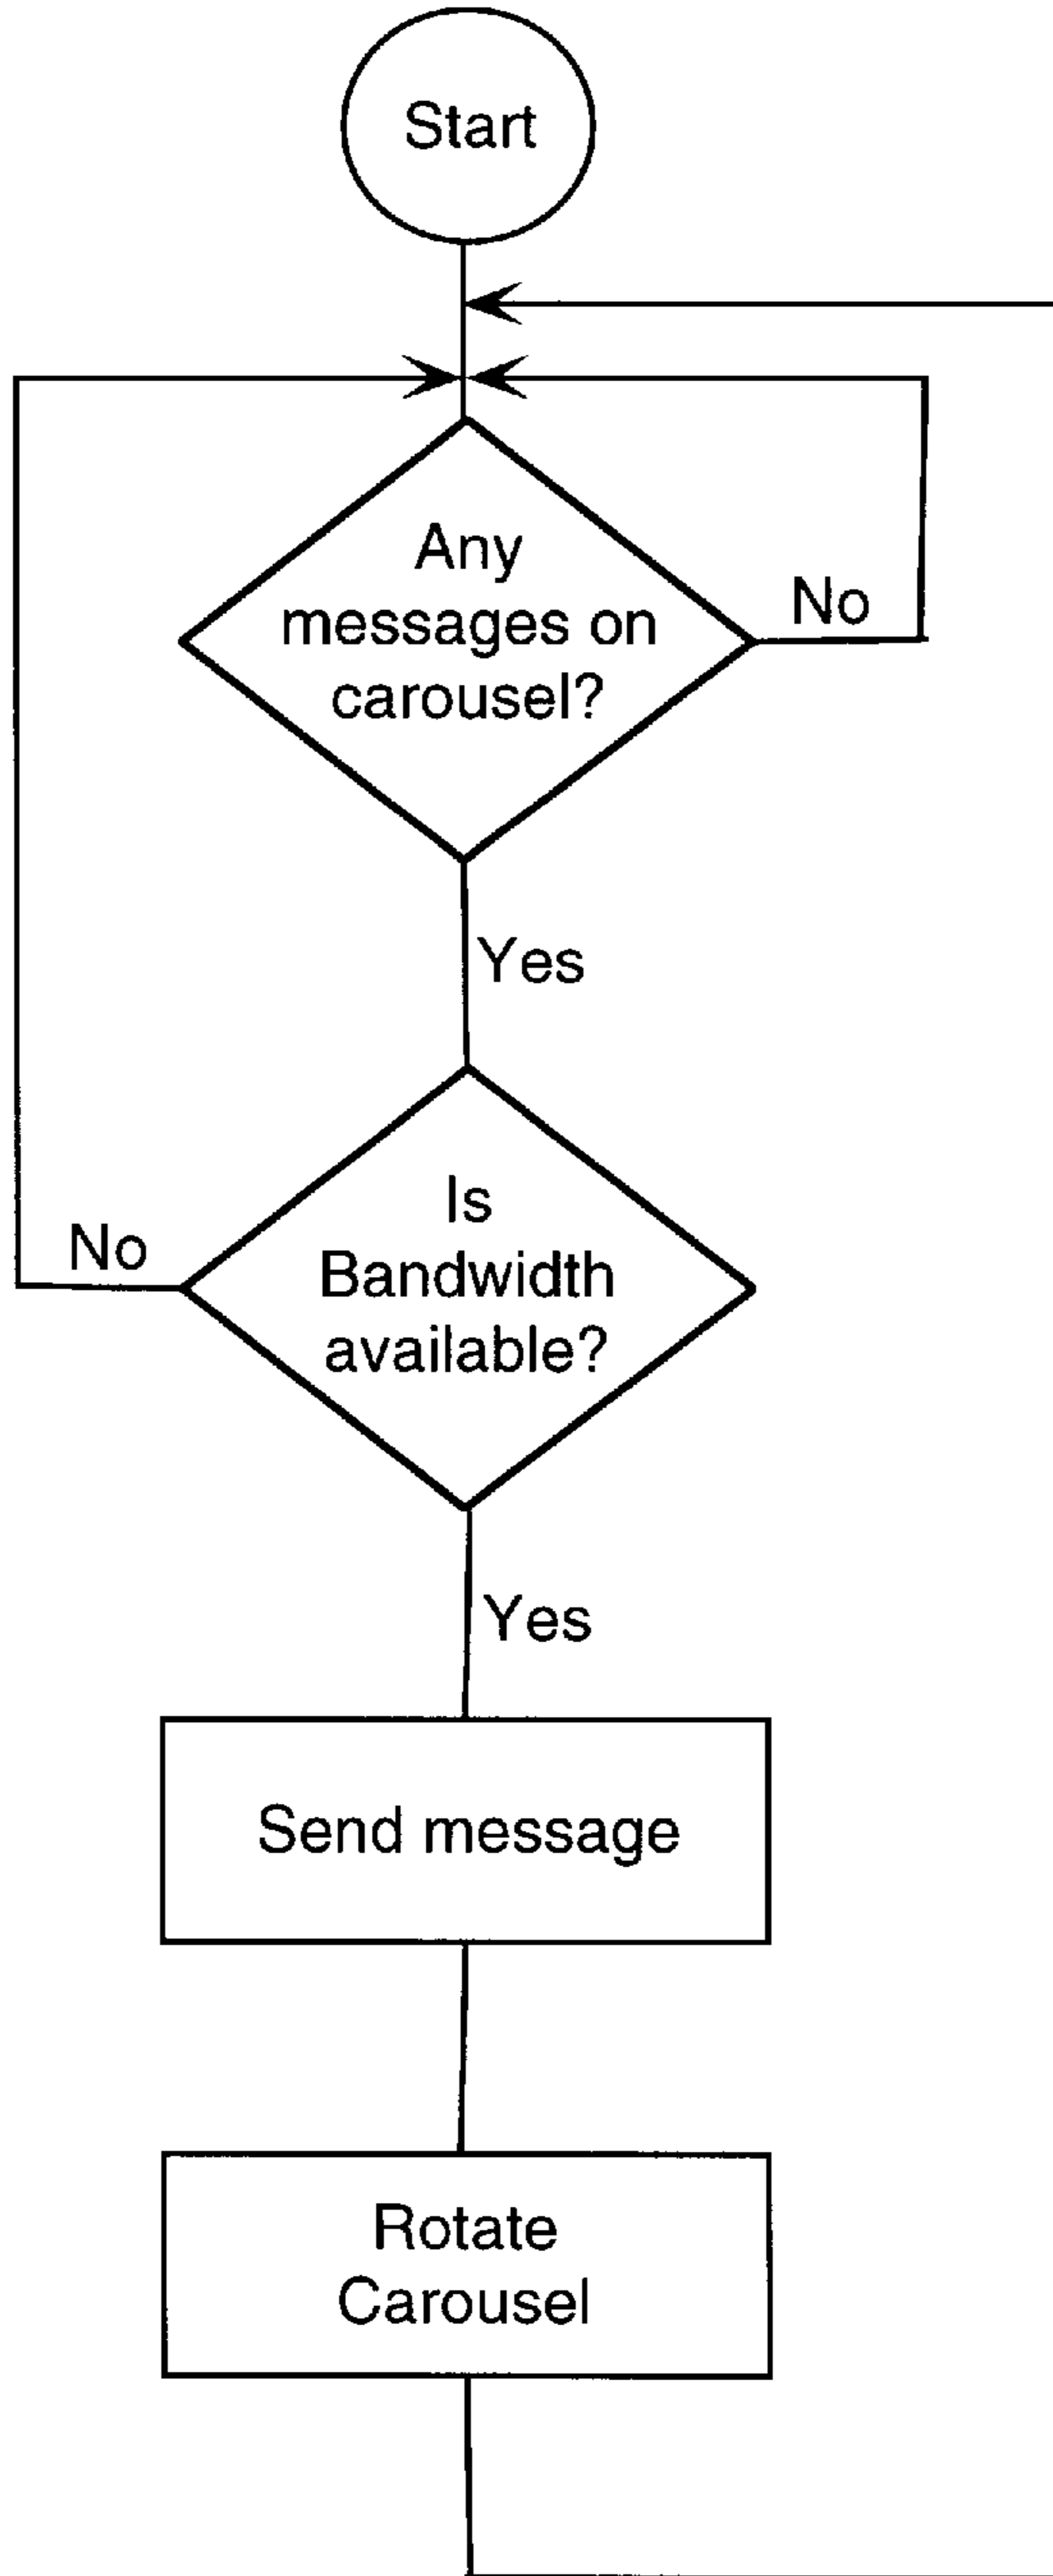 Start
Any
messages on
carousel?
No
Yes
Is
Bandwidth
available?
No
Yes
Send message
Rotate
Carousel